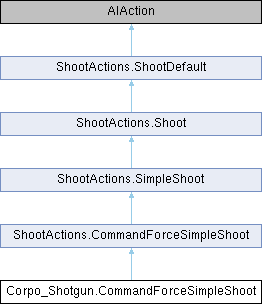 AIAction
ShootActions.ShootDefault
ShootActions.Shoot
ShootActions.SimpleShoot
ShootActions.CommandForceSimpleShoot
Corpo_Shotgun.CommandForceSimpleShoot